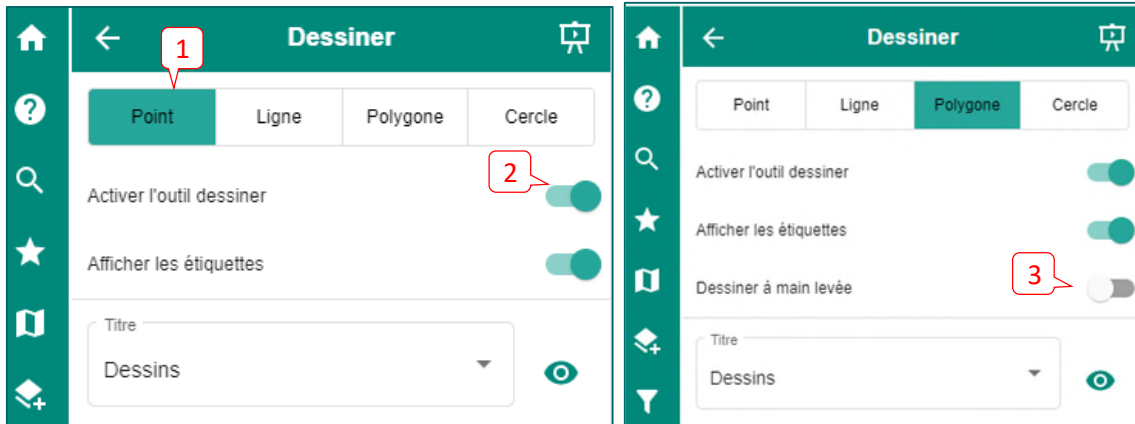 Dessiner
1
Point Ligne Polygone Cercle
2
Activer l'outil dessiner
Afficher les étiquettes
Titre
Dessins
Dessiner
Point Ligne Polygone Cercle
Activer l'outil dessiner
Afficher les étiquettes
3
Dessiner à main levée
Titre
Dessins